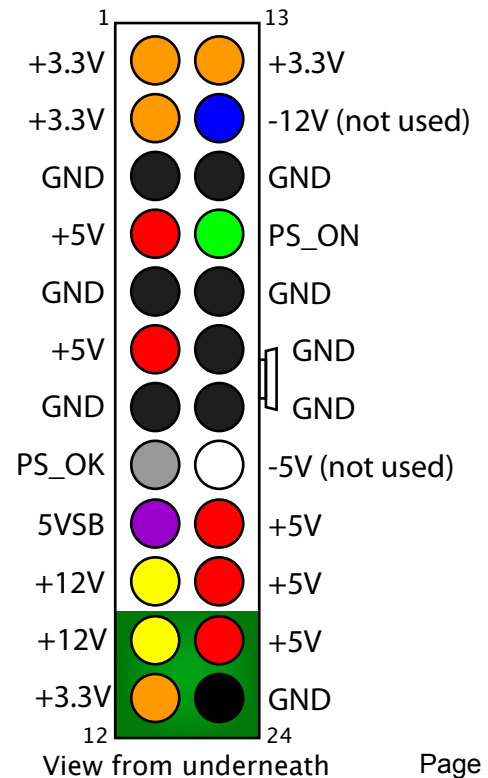 1 13
+3.3V +3.3V
+3.3V -12V (not used)
GND GND
+5V PS_ON
GND GND
+5V GND
GND GND
PS_OK -5V (not used)
5VSB +5V
+12V +5V
+12V +5V
+3.3V GND
12 24
View from underneath Page